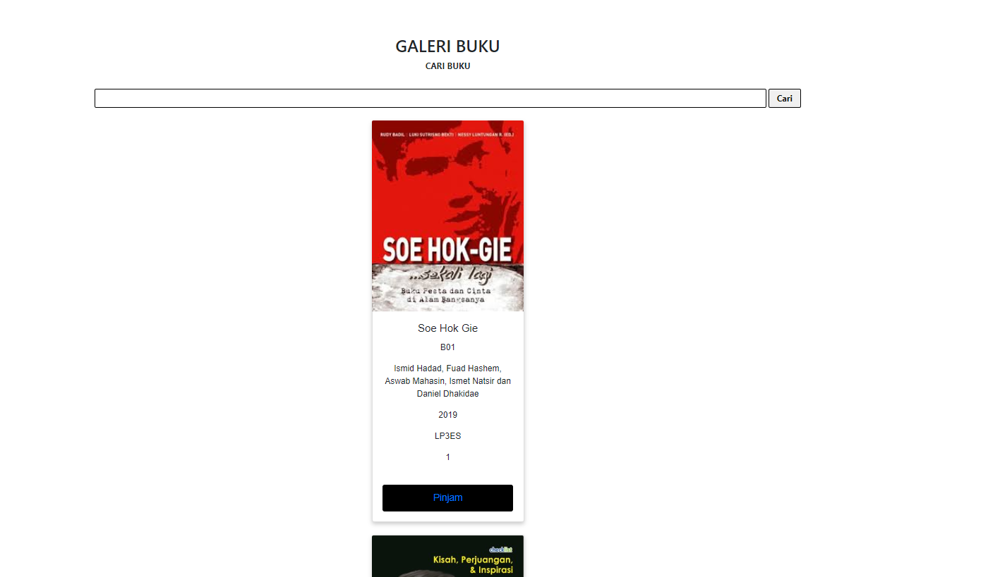 GALERI BUKU
CARI BUKU
Cari
RUDY BADIL | LUKI SUTRISNO BEKTI | NESSY LUNTUNGAN R. (ED.)
SOE HOK-GIE
...sekali lagi
Buku Pesta dan Cinta
di Alam Bangsanya
Soe Hok Gie
B01
Ismid Hadad, Fuad Hashem,
Aswab Mahasin, Ismet Natsir dan
Daniel Dhakidae
2019
LP3ES
1
Pinjam
checklist
Kisah, Perjuangan,
& Inspirasi